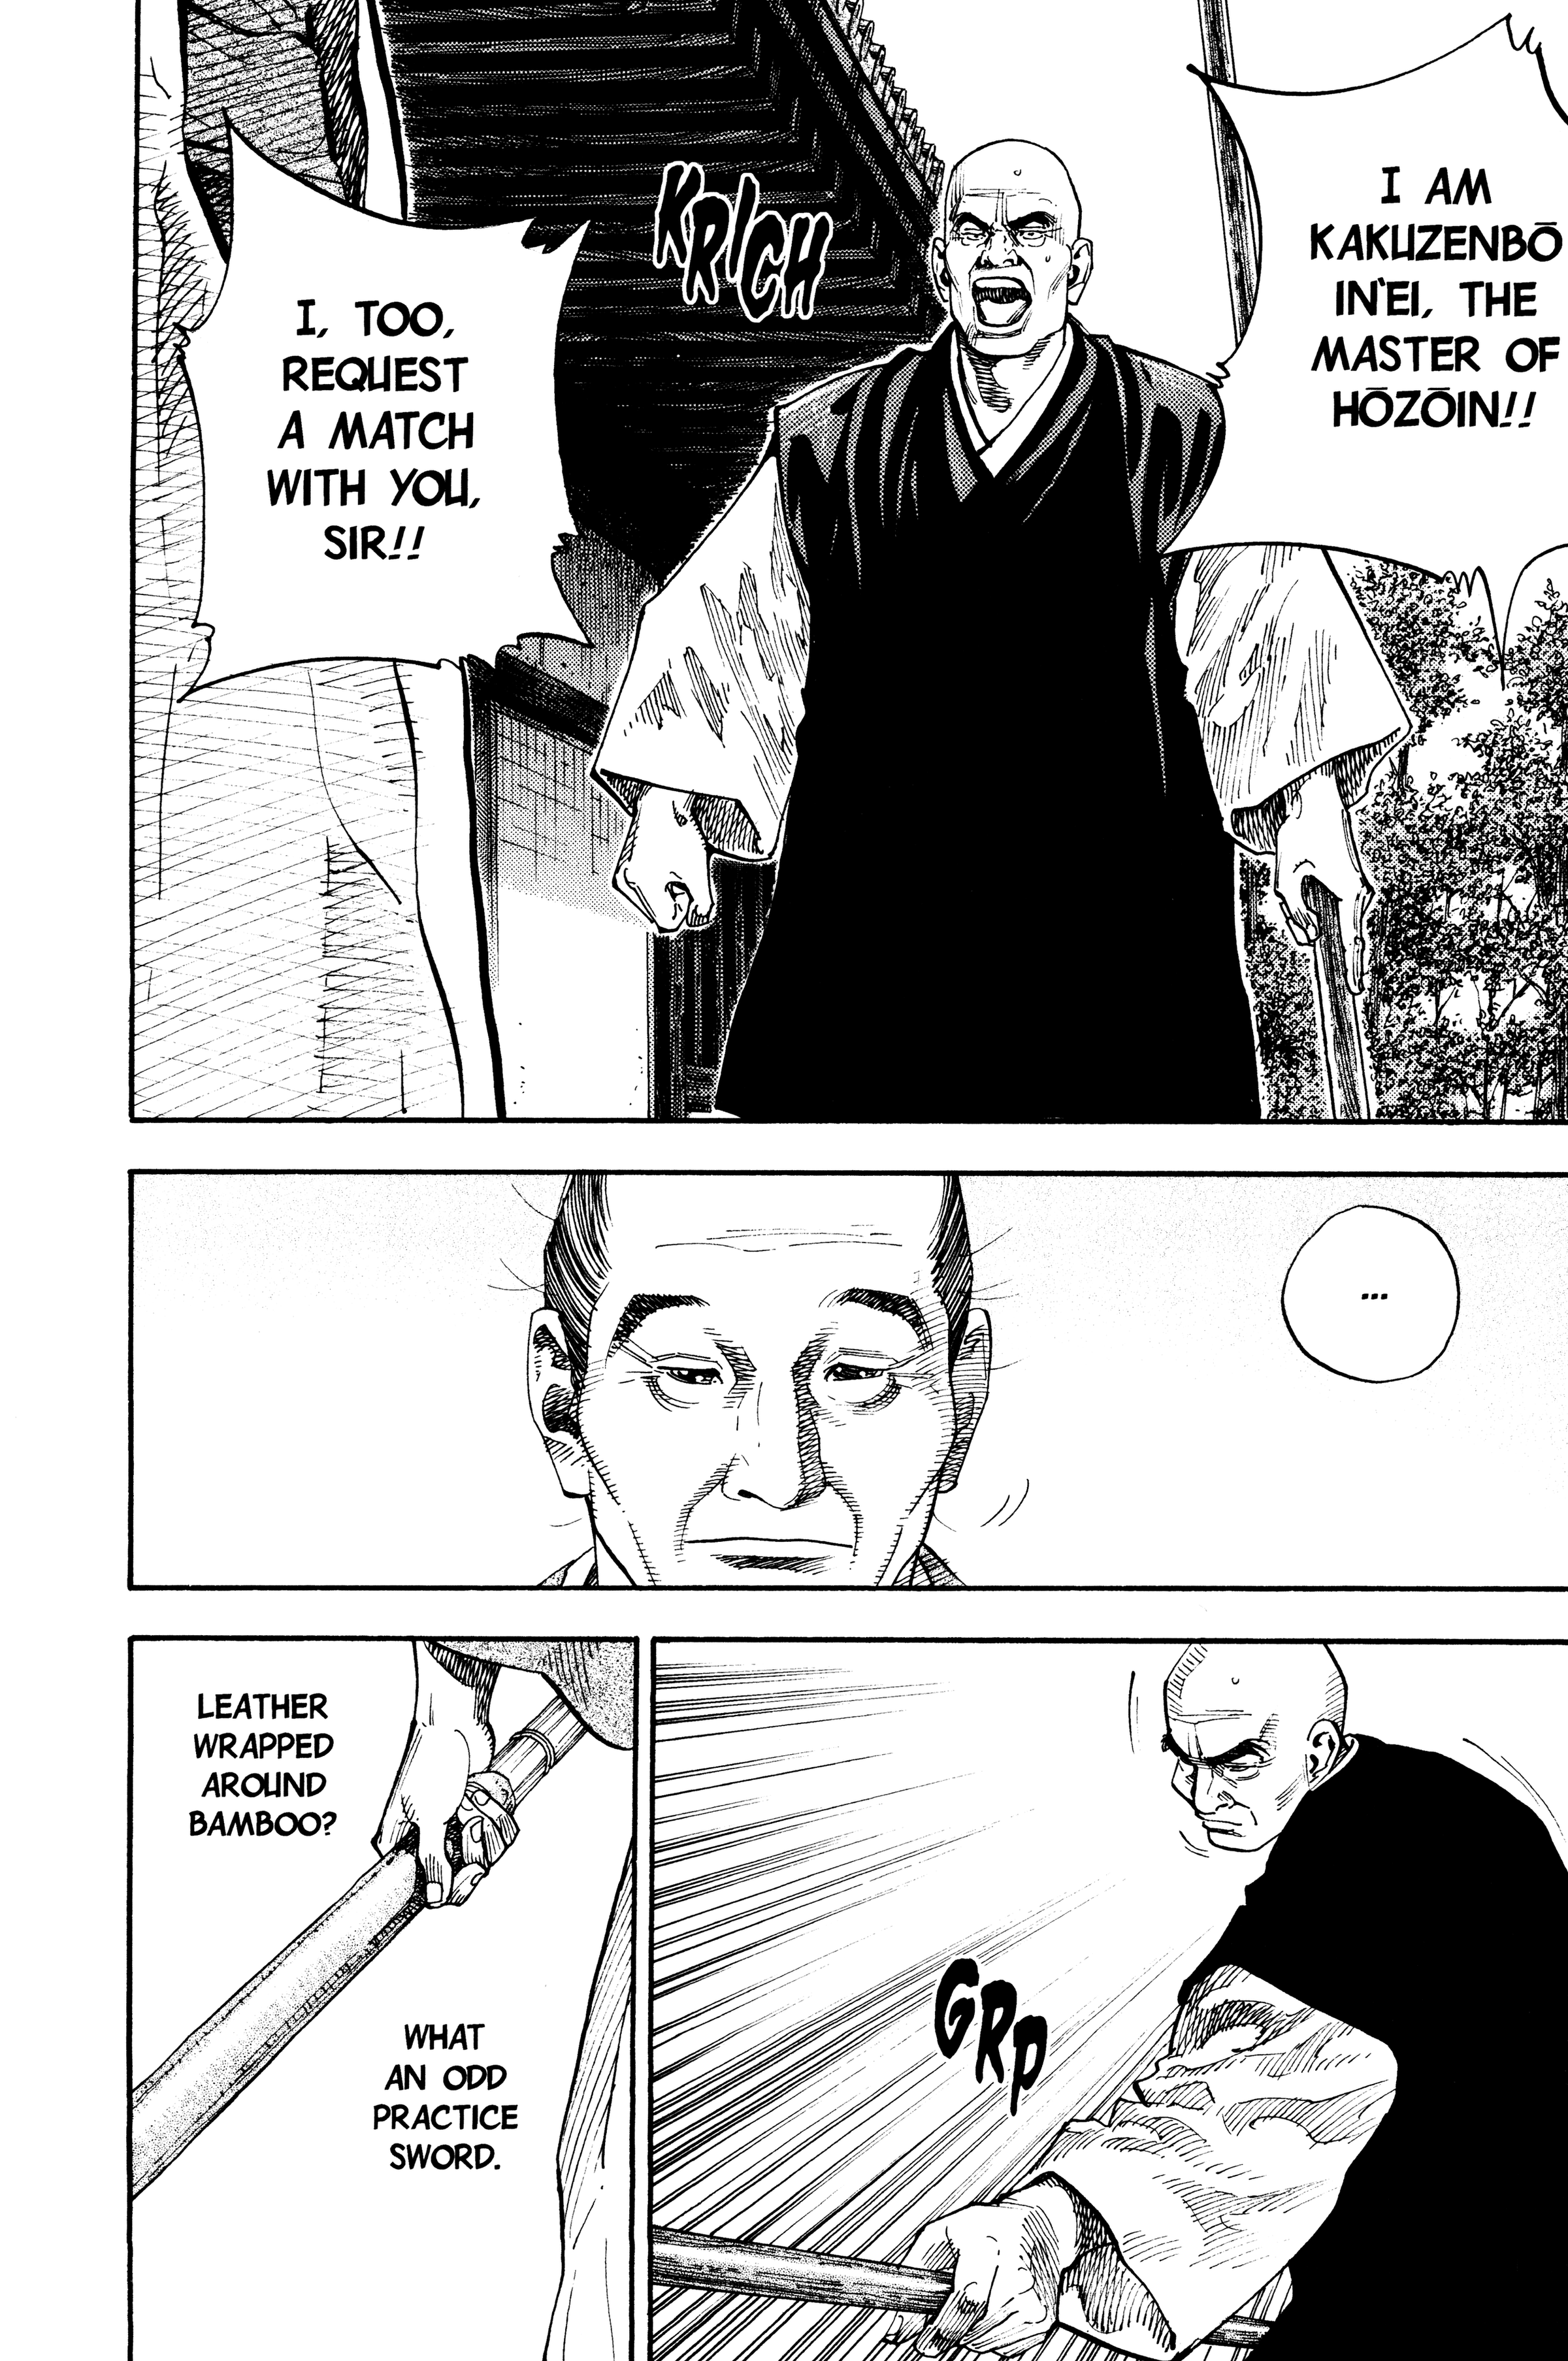 I AM
KAKUZENBŌ
IN'EI, THE
MASTER OF
HŌZŌIN!!
KRICH
I, TOO,
REQUEST
A MATCH
WITH YOU,
SIR!!
...
GRP
LEATHER
WRAPPED
AROUND
BAMBOO?
WHAT
AN ODD
PRACTICE
SWORD.